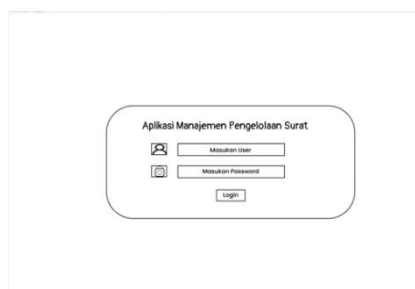 Aplikasi Manajemen Pengelolaan Surat
Masukan User
Masukan Password
Login